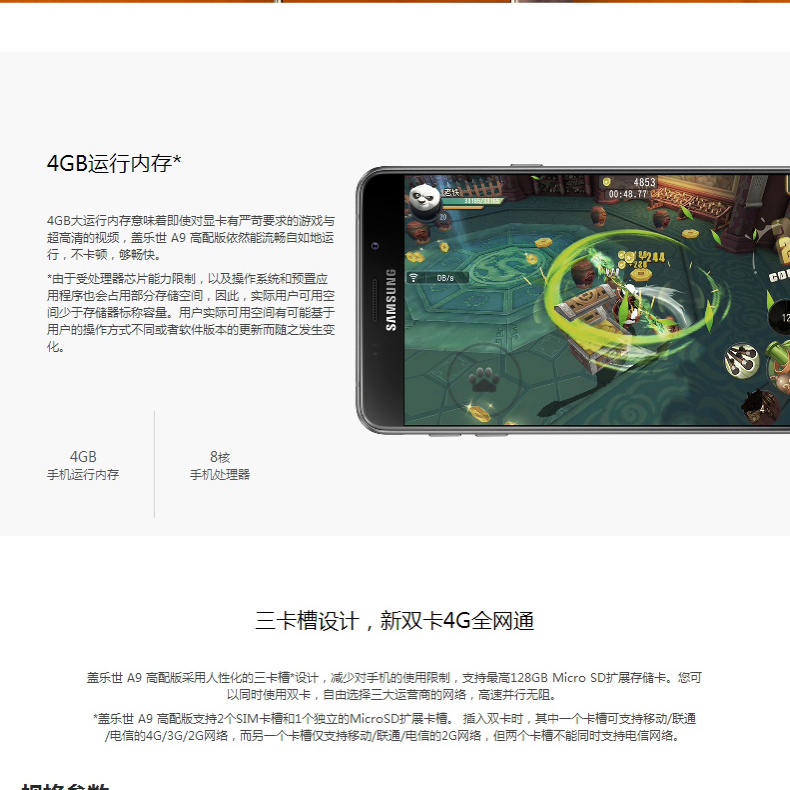 4GB运行内存*
4GB大运行内存意味着即使对显卡有严苛要求的游戏与
超高清的视频，盖乐世 A9 高配版依然能流畅自如地运
行，不卡顿，够畅快。
*由于受处理器芯片能力限制，以及操作系统和预置应
用程序也会占用部分存储空间，因此，实际用户可用空
间少于存储器标称容量。用户实际可用空间有可能基于
用户的操作方式不同或者软件版本的更新而随之发生变
化。
4GB
手机运行内存
8核
手机处理器
SAMSUNG
老铁
33165/33165
20
0B/s
4853
00:48.77
244
三卡槽设计，新双卡4G全网通
盖乐世 A9 高配版采用人性化的三卡槽*设计，减少对手机的使用限制，支持最高128GB Micro SD扩展存储卡。您可
以同时使用双卡，自由选择三大运营商的网络，高速并行无阻。
*盖乐世 A9 高配版支持2个SIM卡槽和1个独立的MicroSD扩展卡槽。 插入双卡时，其中一个卡槽可支持移动/联通
/电信的4G/3G/2G网络，而另一个卡槽仅支持移动/联通/电信的2G网络，但两个卡槽不能同时支持电信网络。
规格参数